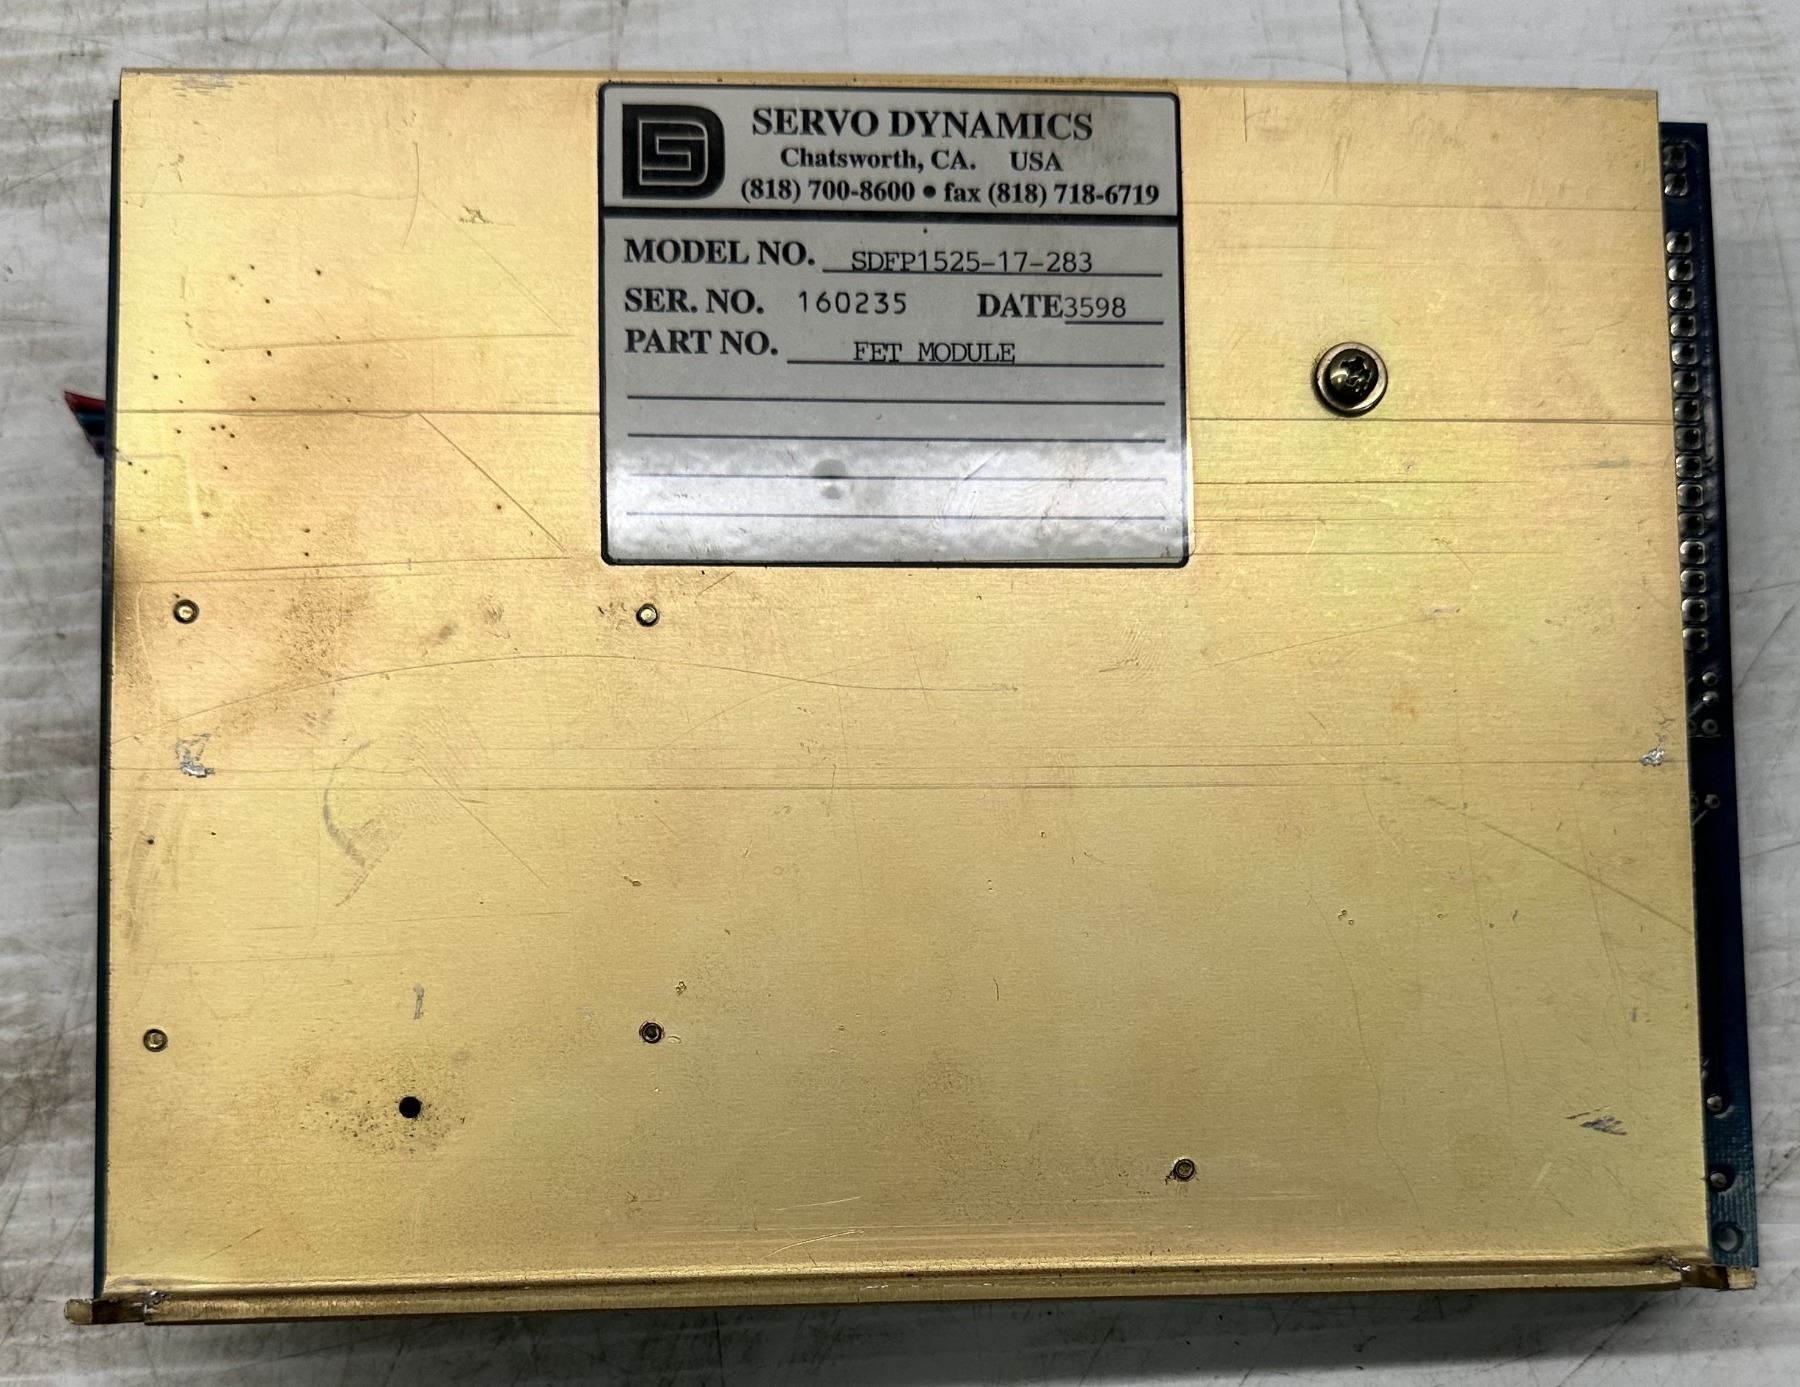 SD SERVO DYNAMICS
Chatsworth, CA. USA
(818) 700-8600 • fax (818) 718-6719
MODEL NO. SDFP1525-17-283
SER. NO. 160235 DATE 3598
PART NO. FET MODULE